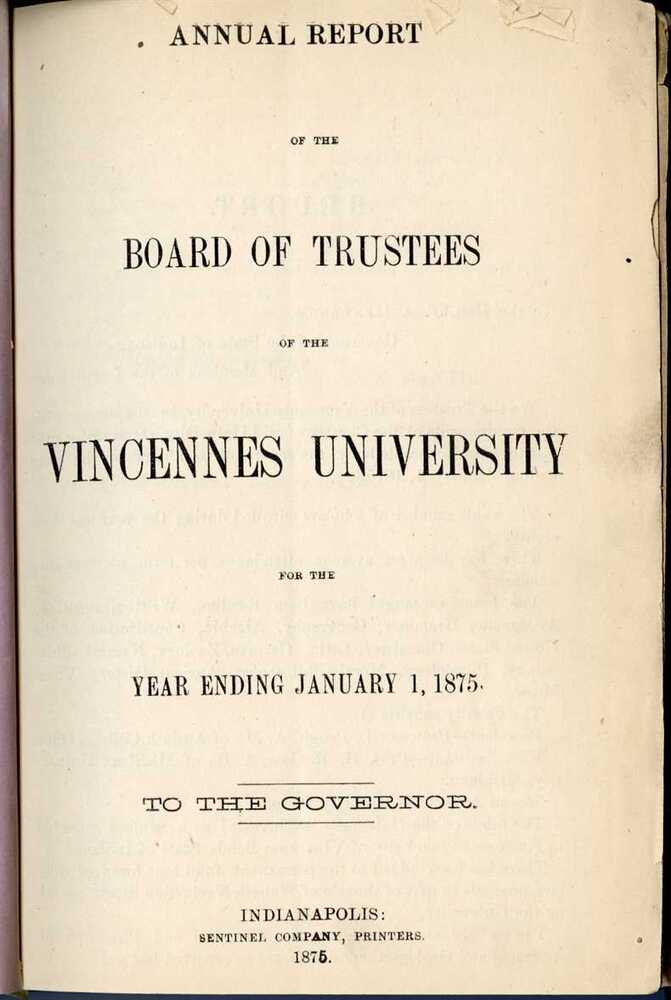 ANNUAL REPORT
OF THE
BOARD OF TRUSTEES
OF THE
VINCENNES UNIVERSITY
FOR THE
YEAR ENDING JANUARY 1, 1875.
TO THE GOVERNOR.
INDIANAPOLIS:
SENTINEL COMPANY, PRINTERS.
1875.